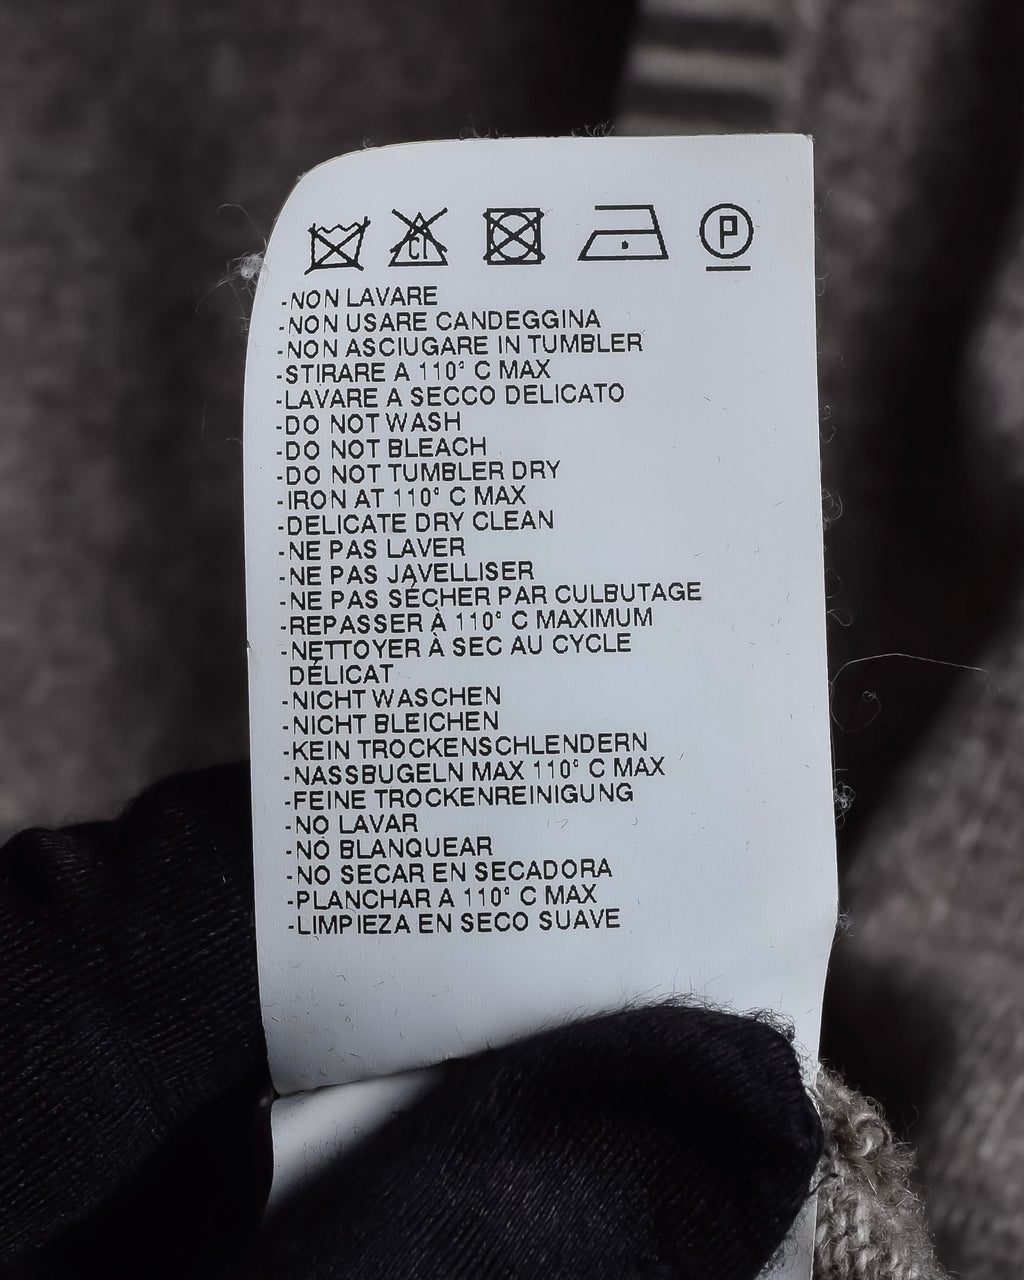 CL
P
-NON LAVARE
-NON USARE CANDEGGINA
-NON ASCIUGARE IN TUMBLER
-STIRARE A 110° C MAX
-LAVARE A SECCO DELICATO
-DO NOT WASH
-DO NOT BLEACH
-DO NOT TUMBLER DRY
-IRON AT 110° C MAX
-DELICATE DRY CLEAN
-NE PAS LAVER
-NE PAS JAVELLISER
-NE PAS SÉCHER PAR CULBUTAGE
-REPASSER À 110° C MAXIMUM
-NETTOYER À SEC AU CYCLE
DÉLICAT
-NICHT WASCHEN
-NICHT BLEICHEN
-KEIN TROCKENSCHLENDERN
-NASSBUGELN MAX 110° C MAX
-FEINE TROCKENREINIGUNG
-NO LAVAR
-NO BLANQUEAR
-NO SECAR EN SECADORA
-PLANCHAR A 110° C MAX
-LIMPIEZA EN SECO SUAVE